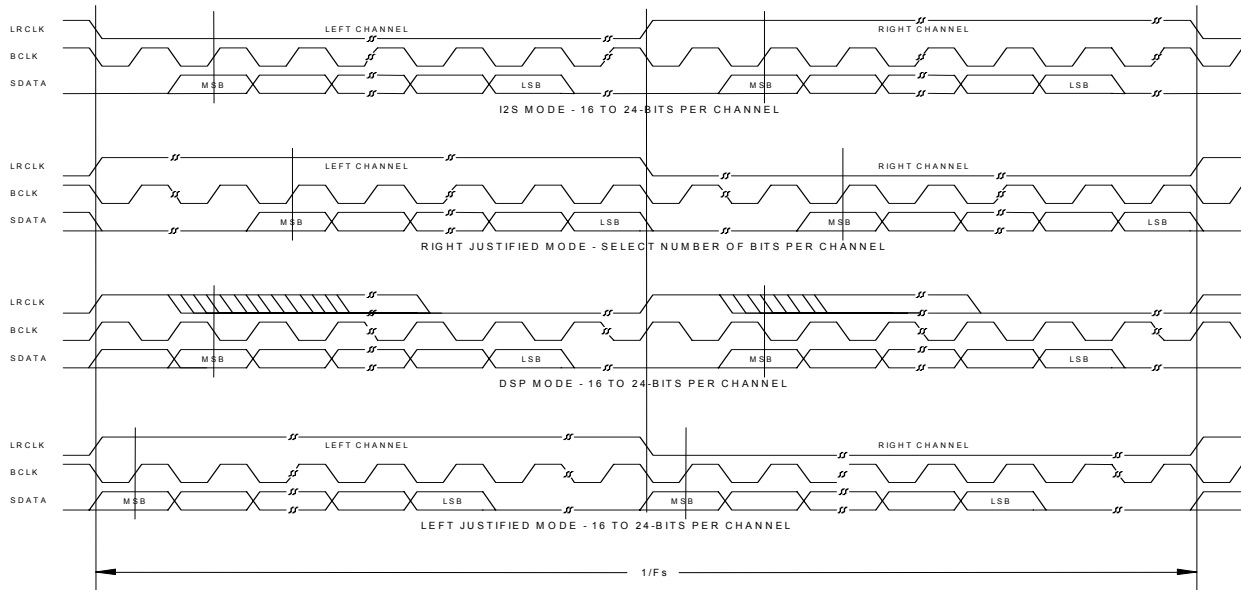 LRCLK LEFT CHANNEL RIGHT CHANNEL
BCLK
SDATA MSB LSB MSB LSB
I2S MODE - 16 TO 24-BITS PER CHANNEL
LRCLK LEFT CHANNEL RIGHT CHANNEL
BCLK
SDATA MSB LSB MSB LSB
RIGHT JUSTIFIED MODE - SELECT NUMBER OF BITS PER CHANNEL
LRCLK
BCLK
SDATA MSB LSB MSB LSB
DSP MODE - 16 TO 24-BITS PER CHANNEL
LRCLK LEFT CHANNEL RIGHT CHANNEL
BCLK
SDATA MSB LSB MSB LSB
LEFT JUSTIFIED MODE - 16 TO 24-BITS PER CHANNEL
1/Fs